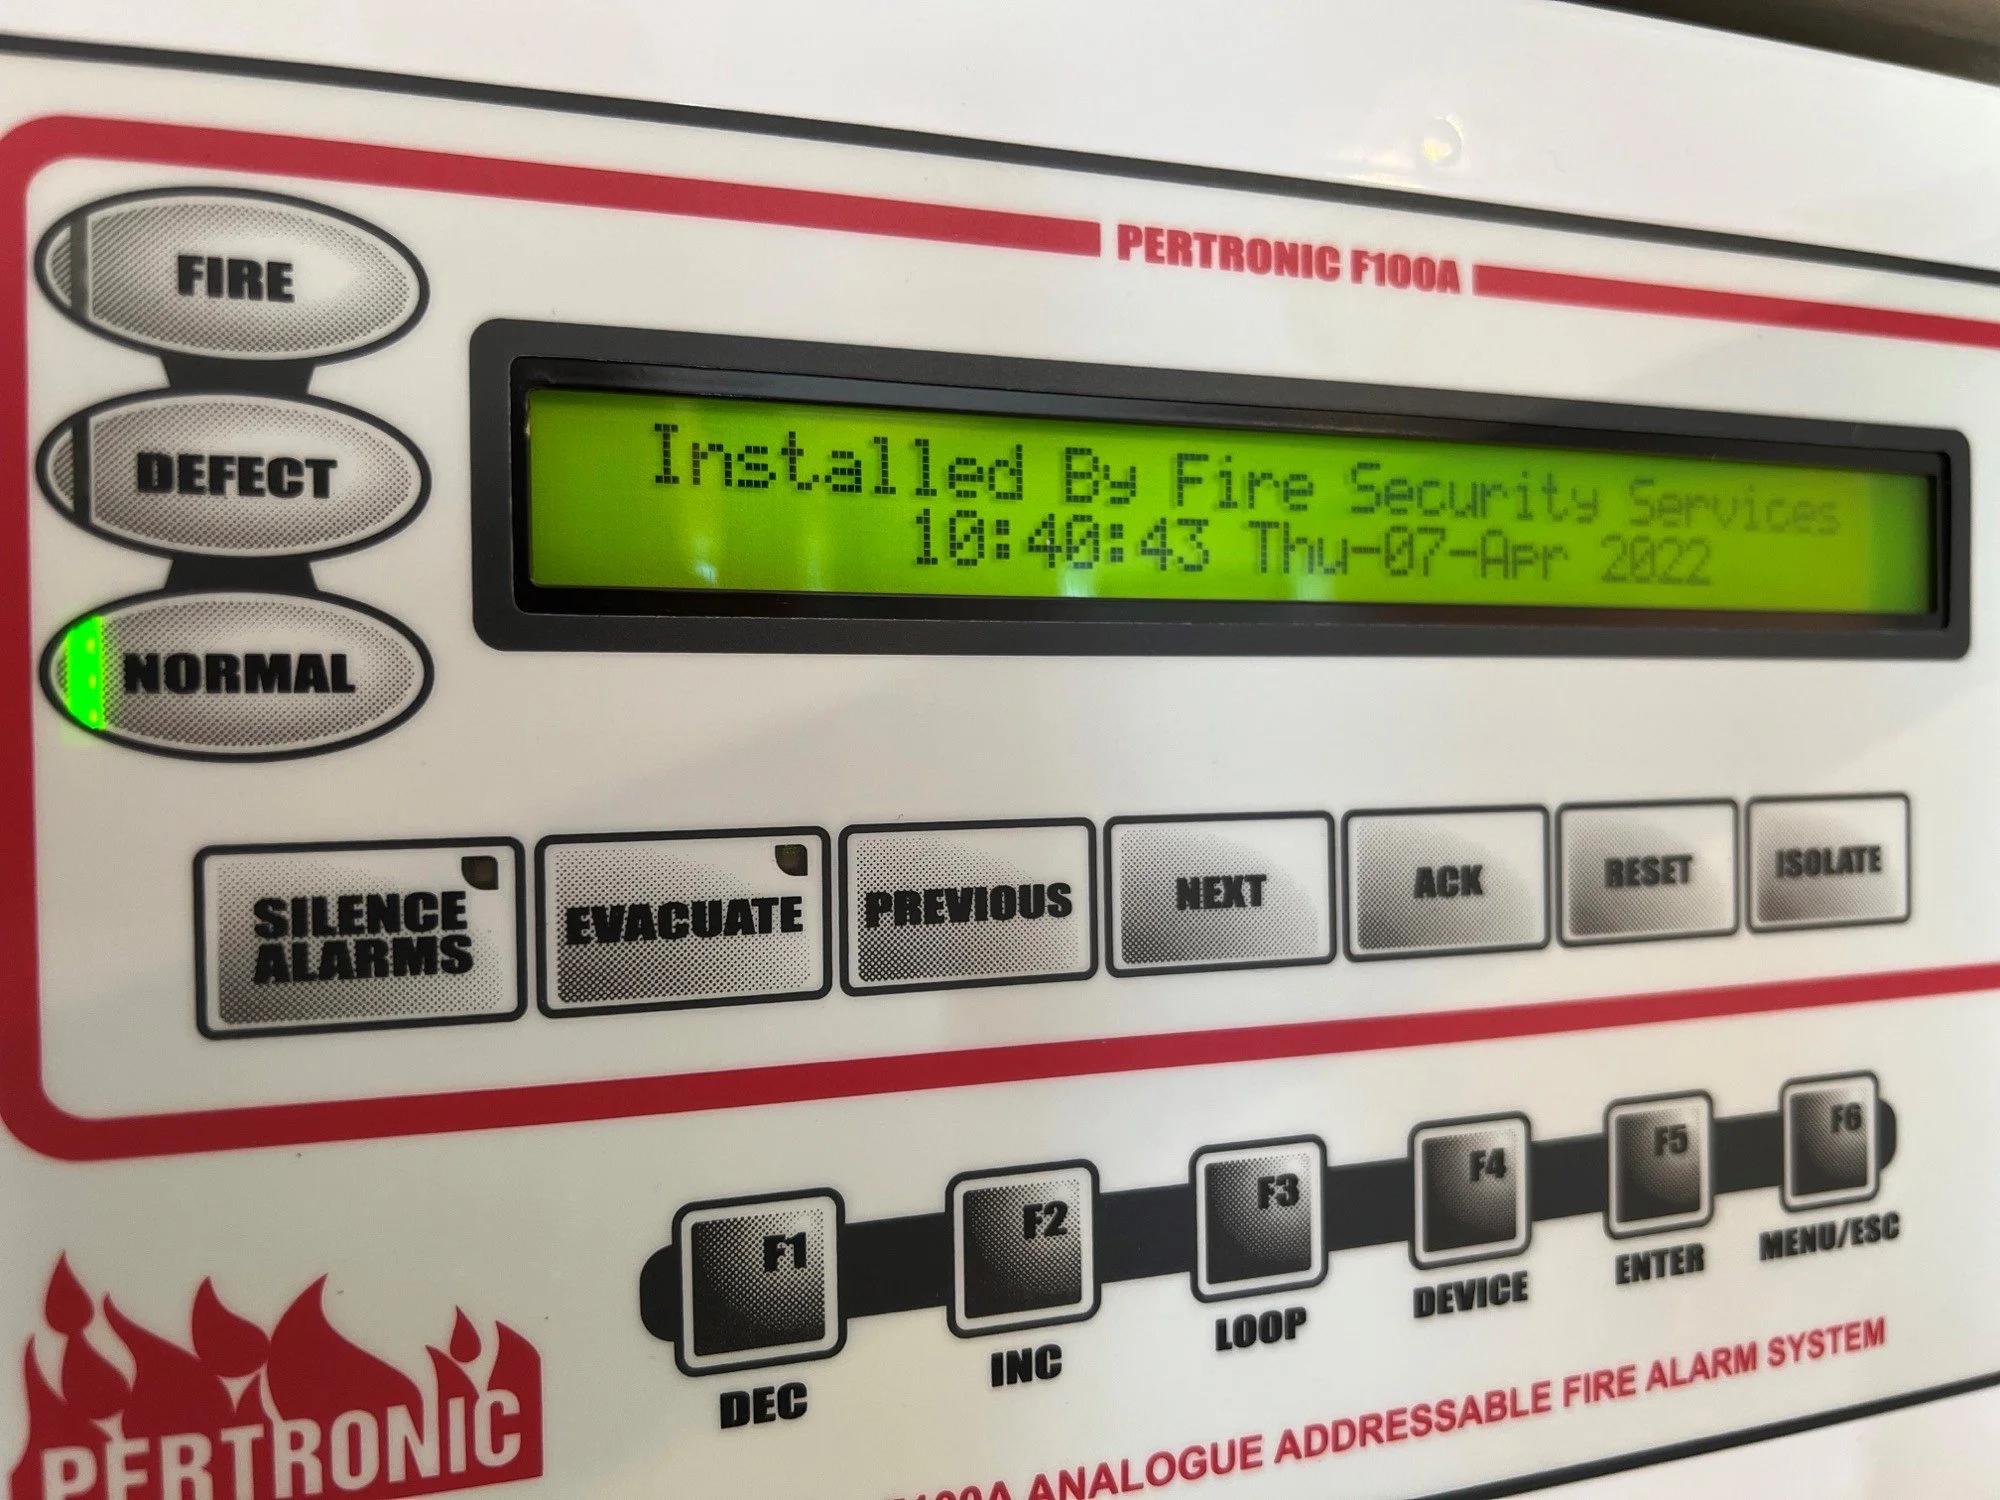 PERTRONIC F100A
FIRE
DEFECT
NORMAL
Installed By Fire Security Services
10:40:43 Thu-07-Apr 2022
SILENCE
ALARMS
EVACUATE
PREVIOUS
NEXT
ACK
RESET
ISOLATE
F1
F2
F3
F4
F5
F6
DEC
INC
LOOP
DEVICE
ENTER
MENU/ESC
PERTRONIC
F100A ANALOGUE ADDRESSABLE FIRE ALARM SYSTEM